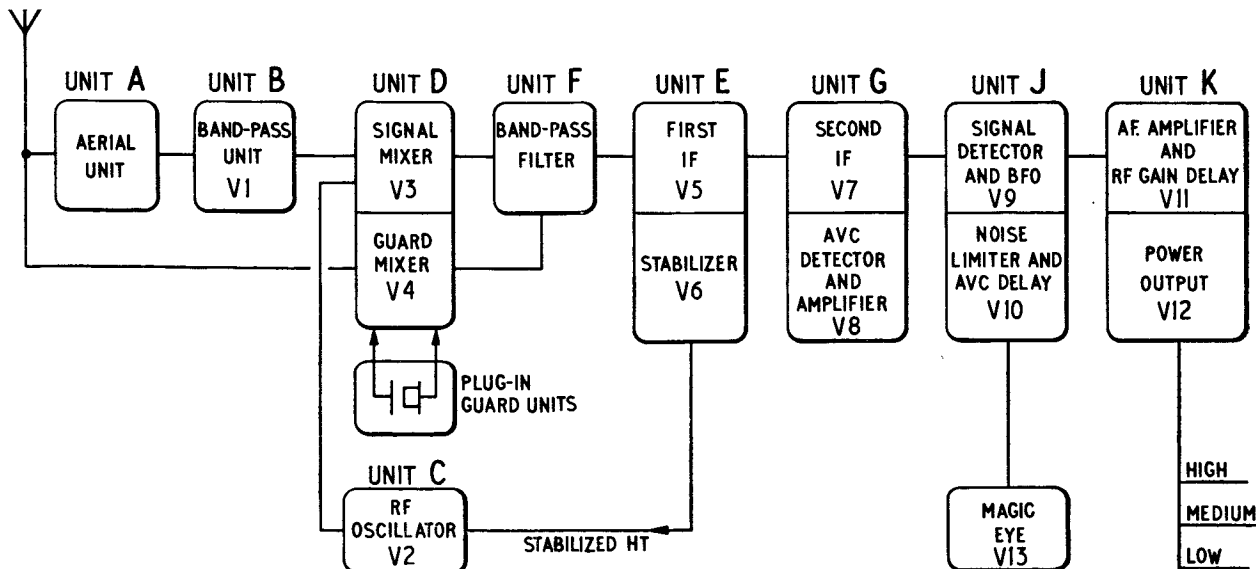 UNIT A
AERIAL
UNIT
UNIT B
BAND-PASS
UNIT
V1
UNIT D
SIGNAL
MIXER
V3
GUARD
MIXER
V4
PLUG-IN
GUARD UNITS
UNIT F
BAND-PASS
FILTER
UNIT E
FIRST
IF
V5
STABILIZER
V6
UNIT G
SECOND
IF
V7
AVC
DETECTOR
AND
AMPLIFIER
V8
UNIT J
SIGNAL
DETECTOR
AND BFO
V9
NOISE
LIMITER AND
AVC DELAY
V10
UNIT K
A.F. AMPLIFIER
AND
RF GAIN DELAY
V11
POWER
OUTPUT
V12
UNIT C
RF
OSCILLATOR
V2
STABILIZED HT
MAGIC
EYE
V13
HIGH
MEDIUM
LOW